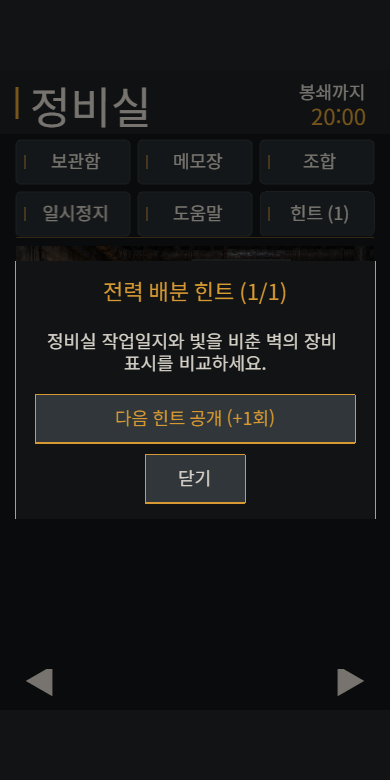 정비실
봉쇄까지
20:00
보관함 메모장 조합
일시정지 도움말 힌트 (1)
전력 배분 힌트 (1/1)
정비실 작업일지와 빛을 비춘 벽의 장비
표시를 비교하세요.
다음 힌트 공개 (+1회)
닫기